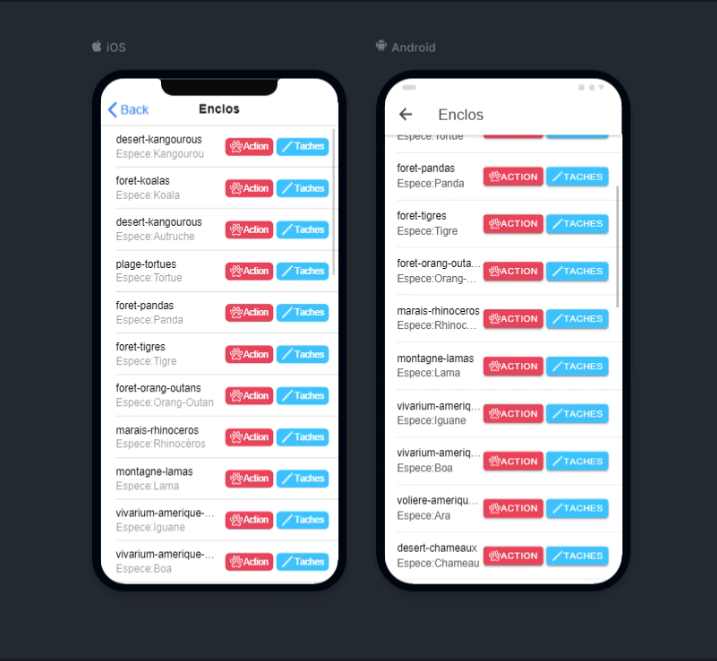 iOS
Android
Back
Enclos
desert-kangourous
Espece:Kangourou
Action
Taches
foret-koalas
Espece:Koala
Action
Taches
desert-kangourous
Espece:Autruche
Action
Taches
plage-tortues
Espece:Tortue
Action
Taches
foret-pandas
Espece:Panda
Action
Taches
foret-tigres
Espece:Tigre
Action
Taches
foret-orang-outans
Espece:Orang-Outan
Action
Taches
marais-rhinoceros
Espece:Rhinocéros
Action
Taches
montagne-lamas
Espece:Lama
Action
Taches
vivarium-amerique-...
Espece:Iguane
Action
Taches
vivarium-amerique-...
Espece:Boa
Action
Taches
Enclos
Espece:Tortue
foret-pandas
Espece:Panda
ACTION
TACHES
foret-tigres
Espece:Tigre
ACTION
TACHES
foret-orang-outa...
Espece:Orang-...
ACTION
TACHES
marais-rhinoceros
Espece:Rhinoc...
ACTION
TACHES
montagne-lamas
Espece:Lama
ACTION
TACHES
vivarium-ameriq...
Espece:Iguane
ACTION
TACHES
vivarium-ameriq...
Espece:Boa
ACTION
TACHES
voliere-ameriqu...
Espece:Ara
ACTION
TACHES
desert-chameaux
Espece:Chameau
ACTION
TACHES